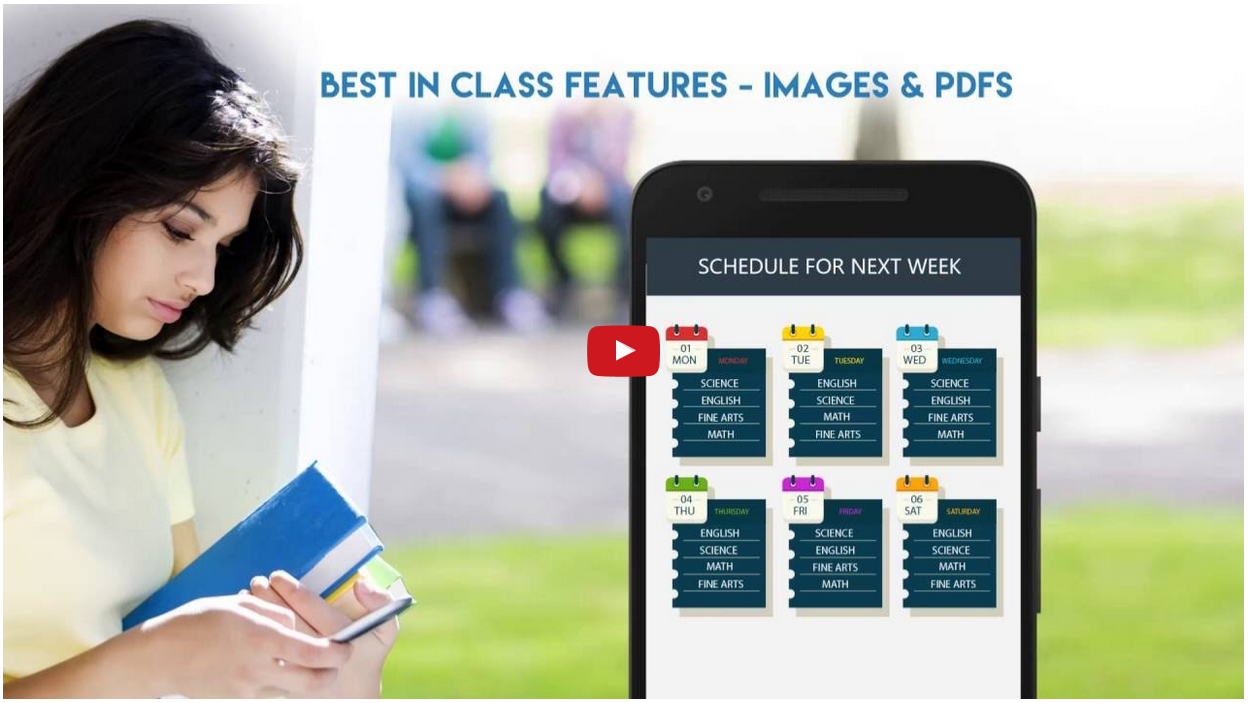 BEST IN CLASS FEATURES - IMAGES & PDFS
SCHEDULE FOR NEXT WEEK
01
MON
MONDAY
SCIENCE
ENGLISH
FINE ARTS
MATH
02
TUE
TUESDAY
ENGLISH
SCIENCE
MATH
FINE ARTS
03
WED
WEDNESDAY
SCIENCE
ENGLISH
FINE ARTS
MATH
04
THU
THURSDAY
ENGLISH
SCIENCE
MATH
FINE ARTS
05
FRI
FRIDAY
SCIENCE
ENGLISH
FINE ARTS
MATH
06
SAT
SATURDAY
ENGLISH
SCIENCE
MATH
FINE ARTS